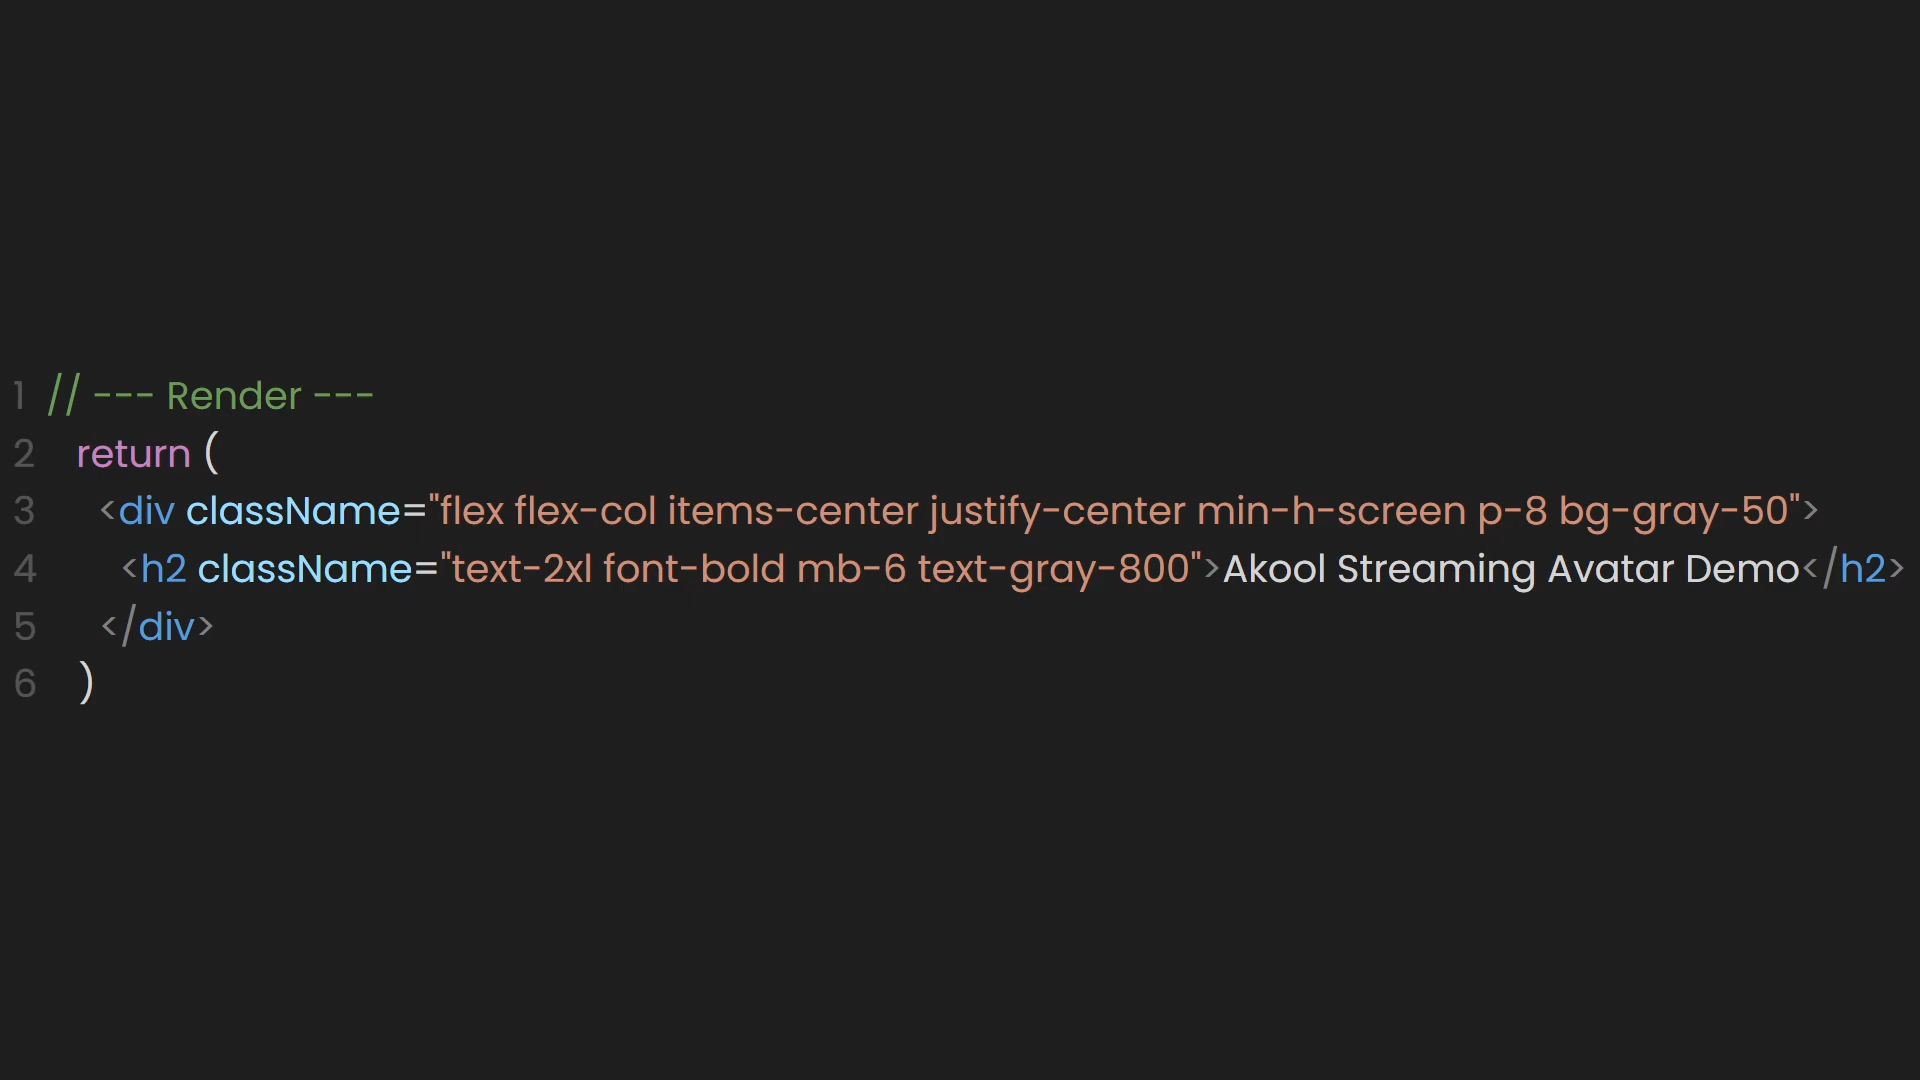 1 // --- Render ---
2 return (
3 <div className="flex flex-col items-center justify-center min-h-screen p-8 bg-gray-50">
4 <h2 className="text-2xl font-bold mb-6 text-gray-800">Akool Streaming Avatar Demo</h2>
5 </div>
6 )